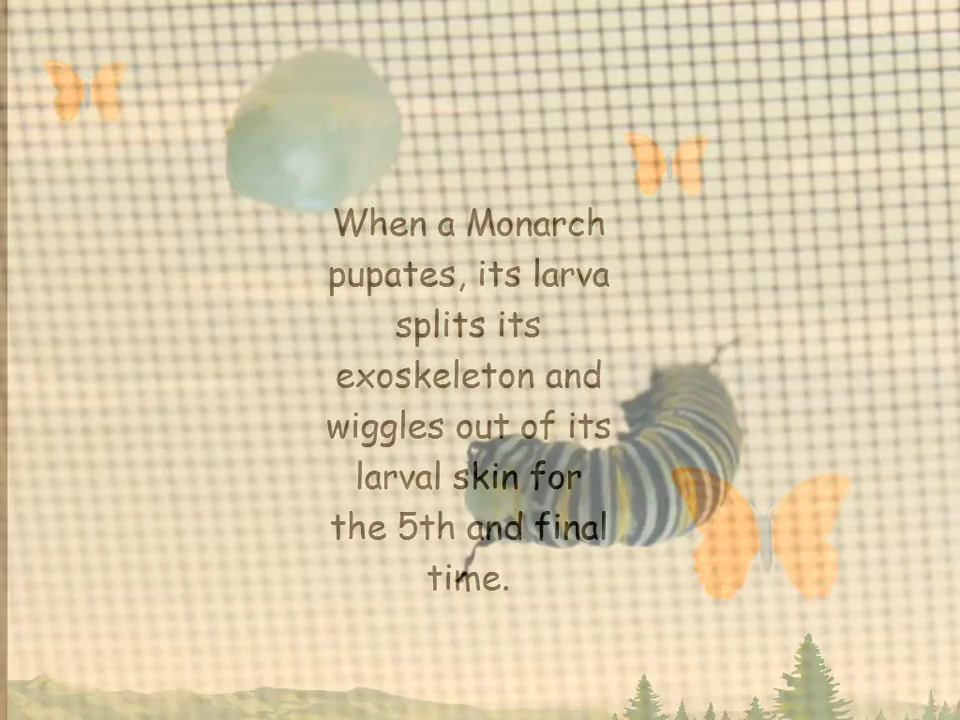 When a Monarch
pupates, its larva
splits its
exoskeleton and
wiggles out of its
larval skin for
the 5th and final
time.